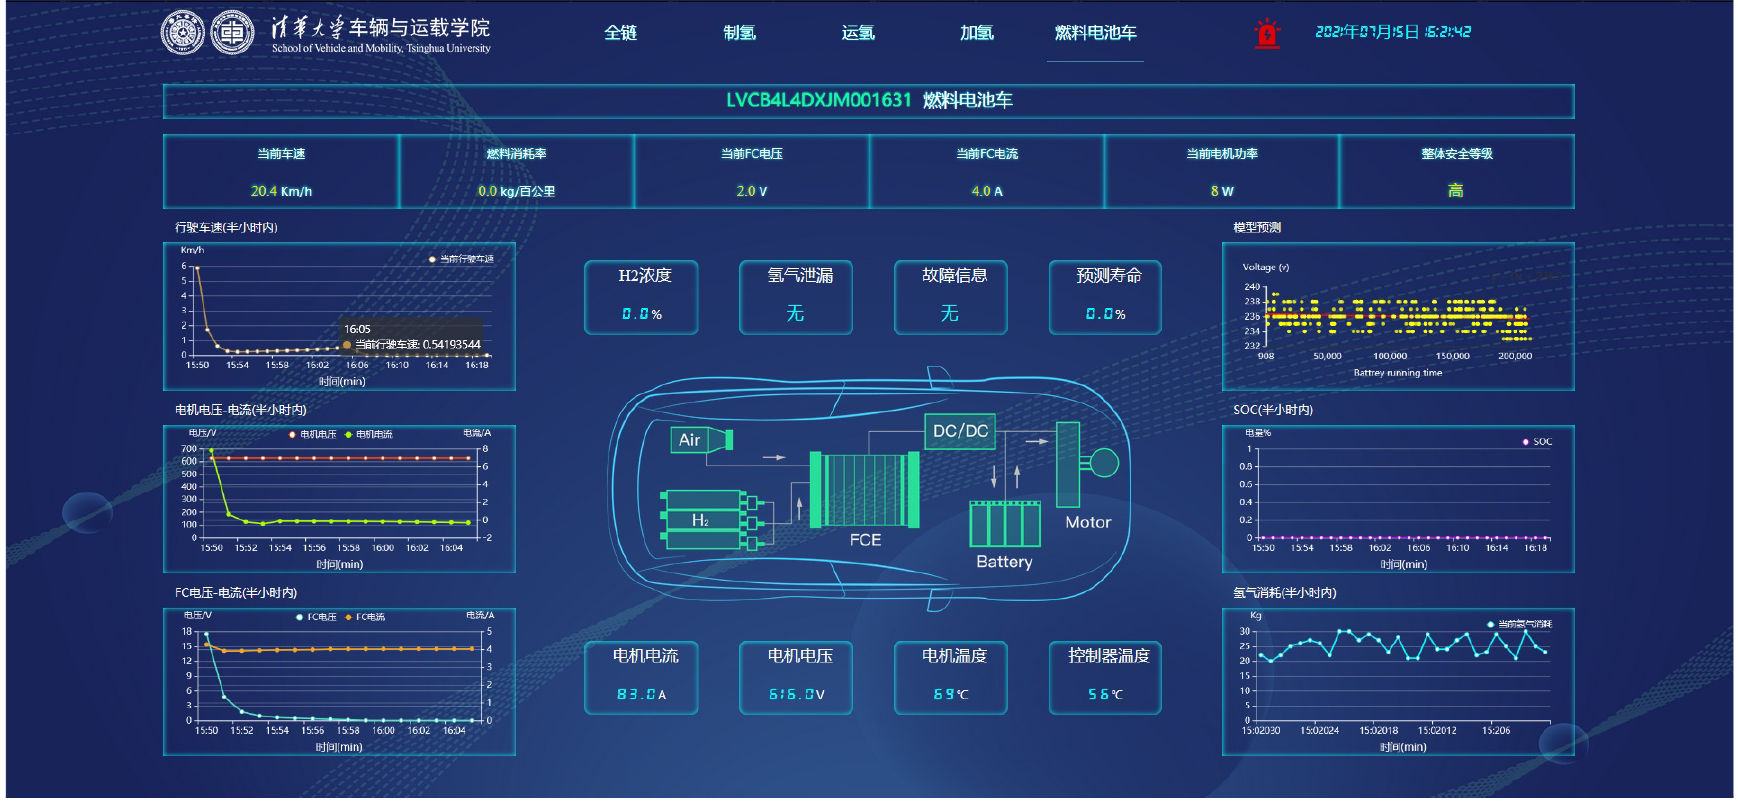 清华大学车辆与运载学院
School of Vehicle and Mobility, Tsinghua University
全链
制氢
运氢
加氢
燃料电池车
2021年07月15日 16:21:42
LVCB4L4DXJM001631 燃料电池车
当前车速
燃料消耗率
当前FC电压
当前FC电流
当前电机功率
整体安全等级
20.4 Km/h
0.0 kg/百公里
2.0 V
4.0 A
8 W
高
行驶车速(半小时内)
Km/h
当前行驶车速
6
5
4
3
2
1
0
16:05
当前行驶车速: 0.54193544
15:50 15:54 15:58 16:02 16:06 16:10 16:14 16:18
时间(min)
电机电压-电流(半小时内)
电压/V
电机电压 电机电流
电流/A
700
600
500
400
300
200
100
0
8
6
4
2
0
-2
15:50 15:52 15:54 15:56 15:58 16:00 16:02 16:04
时间(min)
FC电压-电流(半小时内)
电压/V
FC电压 FC电流
电流/A
18
15
12
9
6
3
0
5
4
3
2
1
0
15:50 15:52 15:54 15:56 15:58 16:00 16:02 16:04
时间(min)
H2浓度
0.0%
氢气泄漏
无
故障信息
无
预测寿命
0.0%
Air
H2
FCE
DC/DC
Battery
Motor
电机电流
83.0A
电机电压
616.0V
电机温度
69℃
控制器温度
56℃
模型预测
Voltage (v)
240
238
236
234
232
908 50,000 100,000 150,000 200,000
Battrey running time
SOC(半小时内)
电量%
SOC
1
0.8
0.6
0.4
0.2
0
15:50 15:54 15:58 16:02 16:06 16:10 16:14 16:18
时间(min)
氢气消耗(半小时内)
Kg
当前氢气消耗
30
25
20
15
10
5
0
15:02030 15:02024 15:02018 15:02012 15:0206
时间(min)